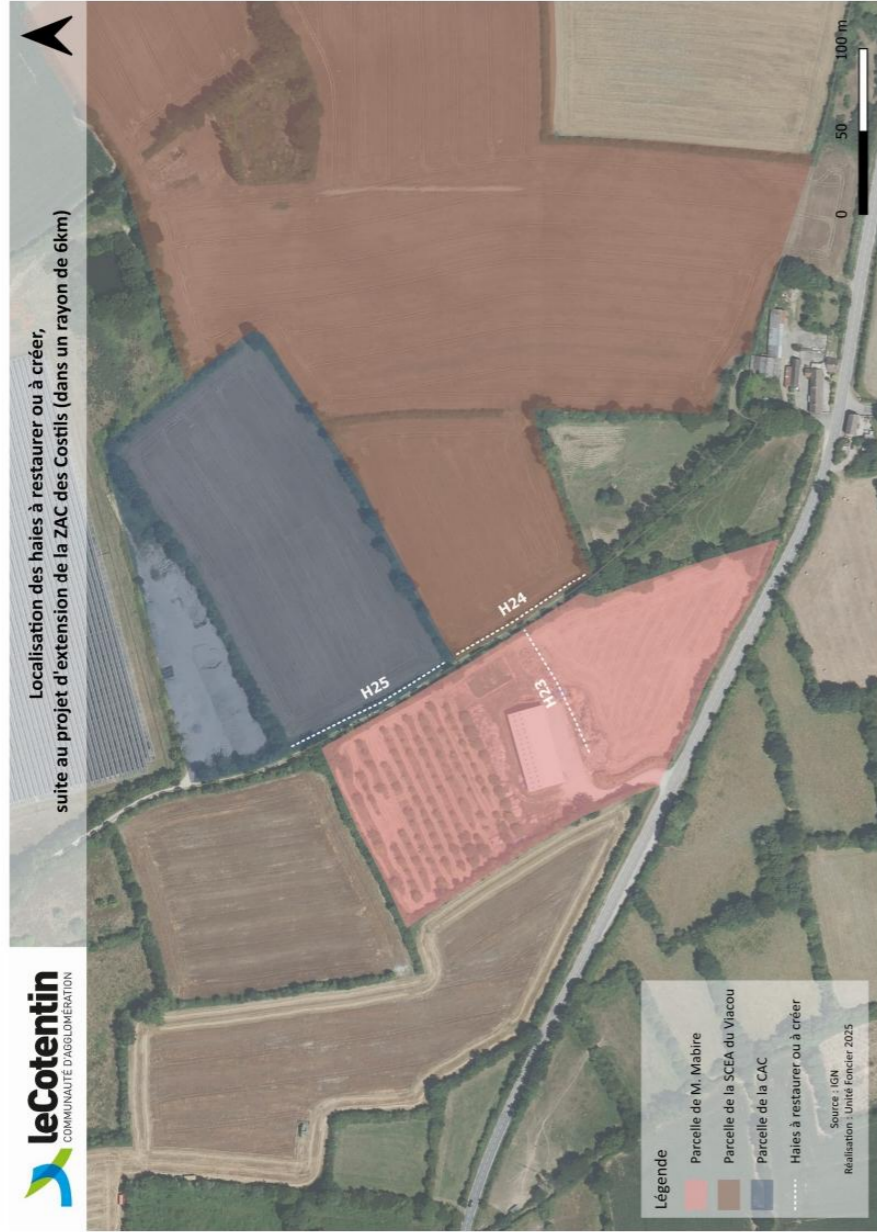 leCotentin
COMMUNAUTÉ D'AGGLOMÉRATION
Localisation des haies à restaurer ou à créer,
suite au projet d'extension de la ZAC des Costils (dans un rayon de 6km)
H25
H24
H23
Légende
Parcelle de M. Mabire
Parcelle de la SCEA du Viacou
Parcelle de la CAC
Haies à restaurer ou à créer
Source : IGN
Réalisation : Unité Foncier 2025
0 50 100 m